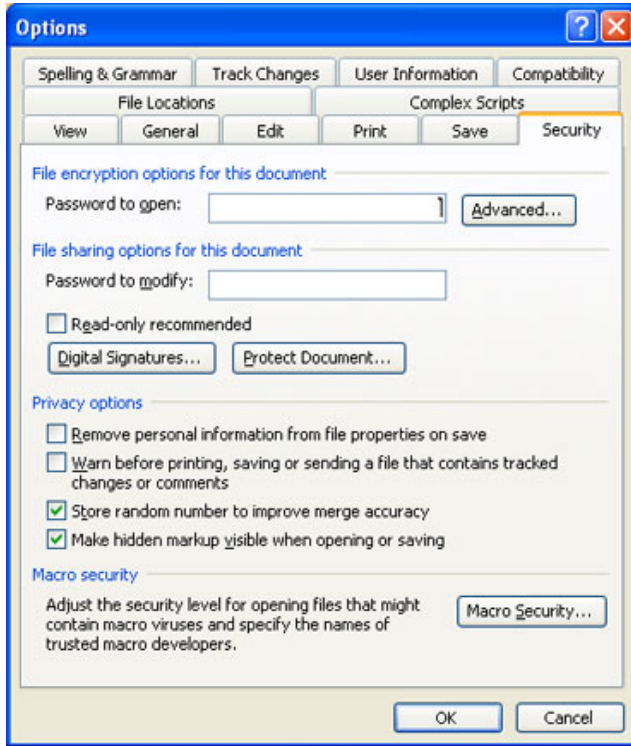 Options
Spelling & Grammar Track Changes User Information Compatibility
File Locations Complex Scripts
View General Edit Print Save Security
File encryption options for this document
Password to open: Advanced...
File sharing options for this document
Password to modify:
Read-only recommended
Digital Signatures... Protect Document...
Privacy options
Remove personal information from file properties on save
Warn before printing, saving or sending a file that contains tracked
changes or comments
Store random number to improve merge accuracy
Make hidden markup visible when opening or saving
Macro security
Adjust the security level for opening files that might
contain macro viruses and specify the names of
trusted macro developers.
Macro Security...
OK Cancel